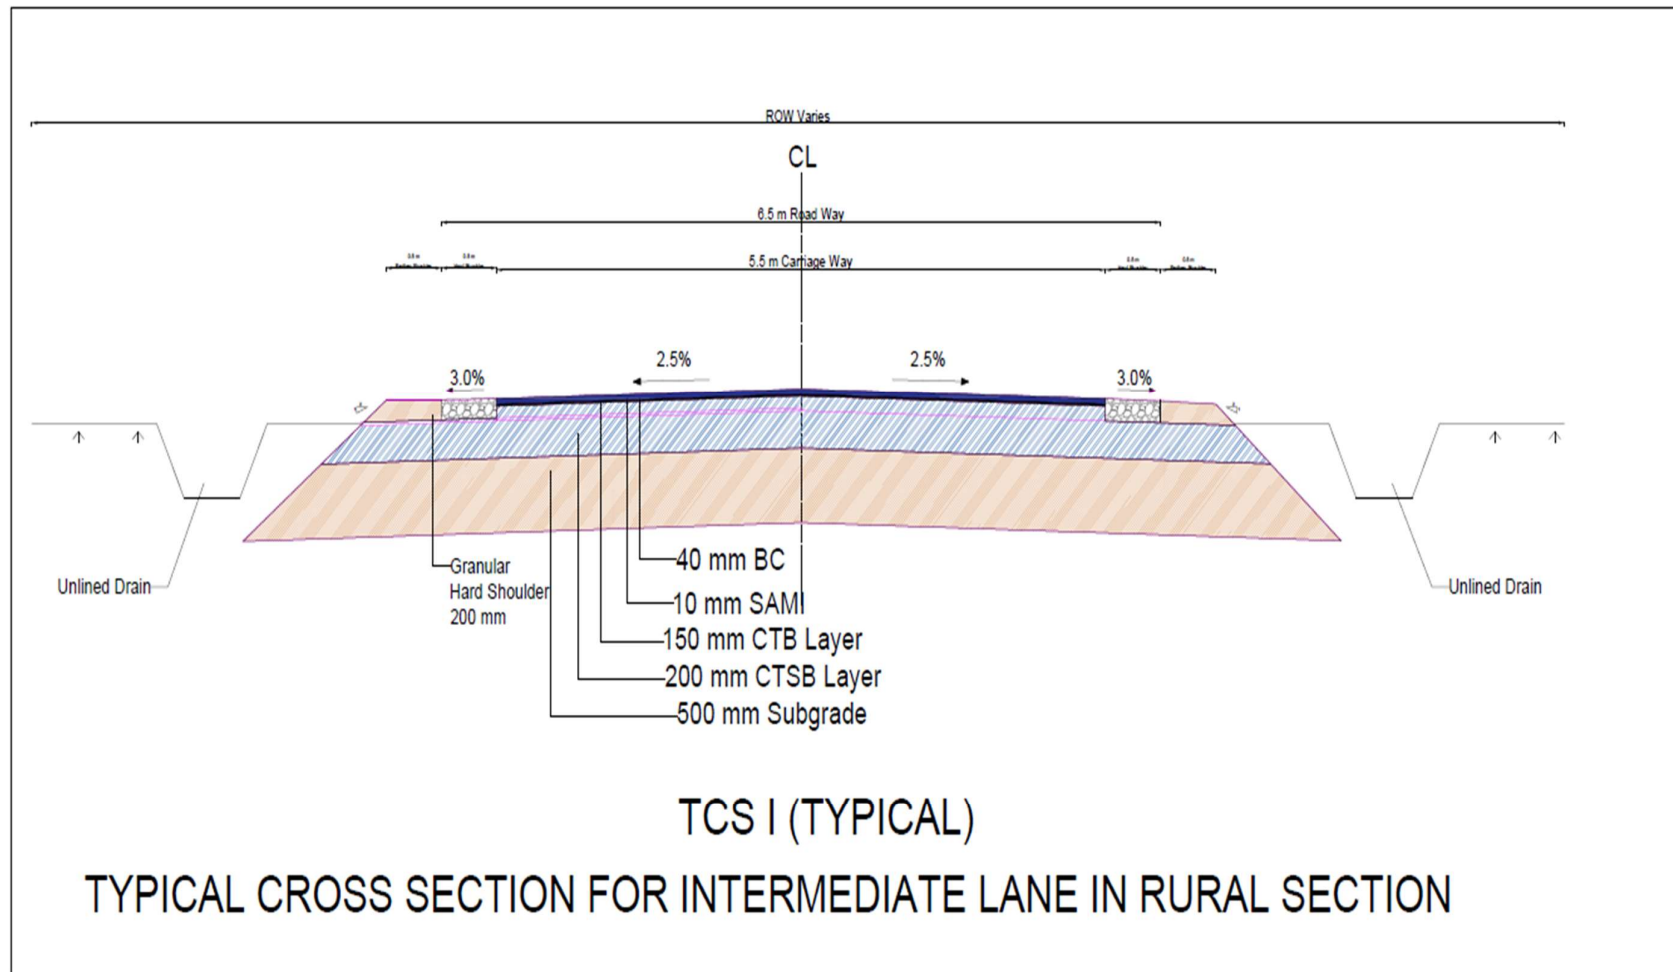 ROW Varies
CL
6.5 m Road Way
5.5 m Carriage Way
2.5%
2.5%
3.0%
3.0%
Granular
Hard Shoulder
200 mm
40 mm BC
10 mm SAMI
150 mm CTB Layer
200 mm CTSB Layer
500 mm Subgrade
Unlined Drain
Unlined Drain
TCS I (TYPICAL)
TYPICAL CROSS SECTION FOR INTERMEDIATE LANE IN RURAL SECTION